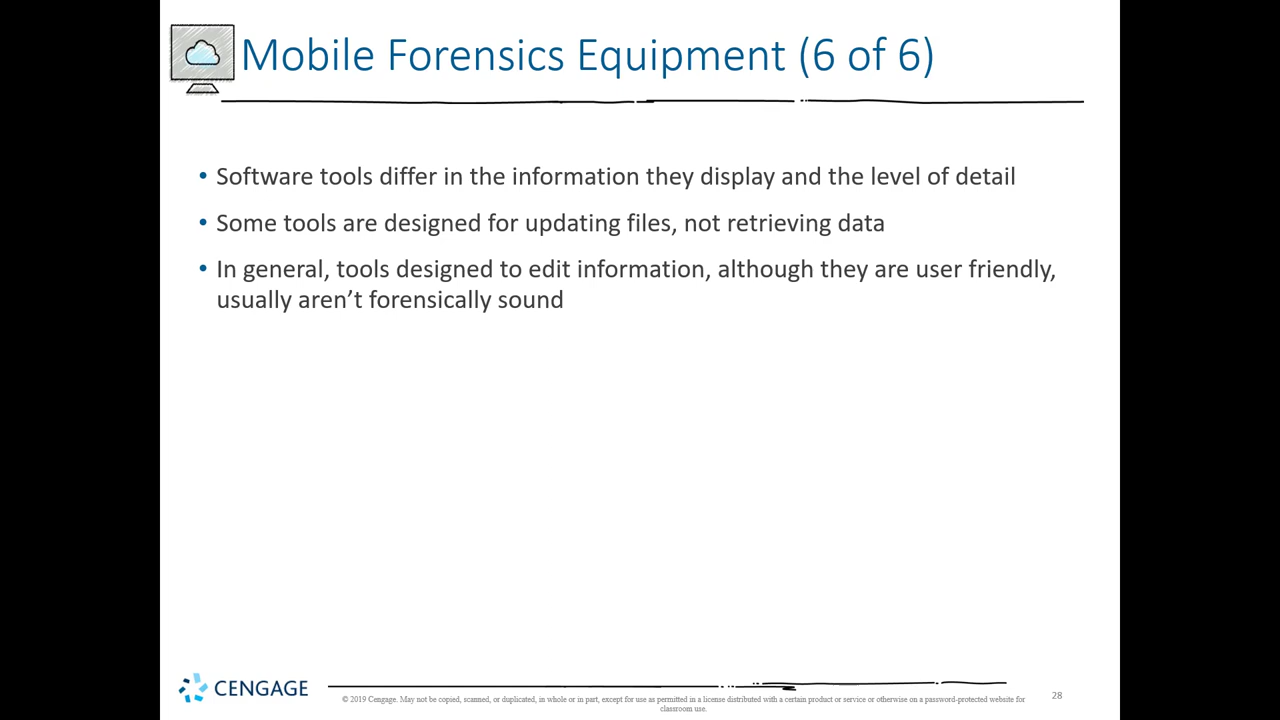 Mobile Forensics Equipment (6 of 6)
• Software tools differ in the information they display and the level of detail
• Some tools are designed for updating files, not retrieving data
• In general, tools designed to edit information, although they are user friendly,
usually aren’t forensically sound
CENGAGE
© 2019 Cengage. May not be copied, scanned, or duplicated, in whole or in part, except for use as permitted in a license distributed with a certain product or service or otherwise on a password-protected website for
classroom use.
28